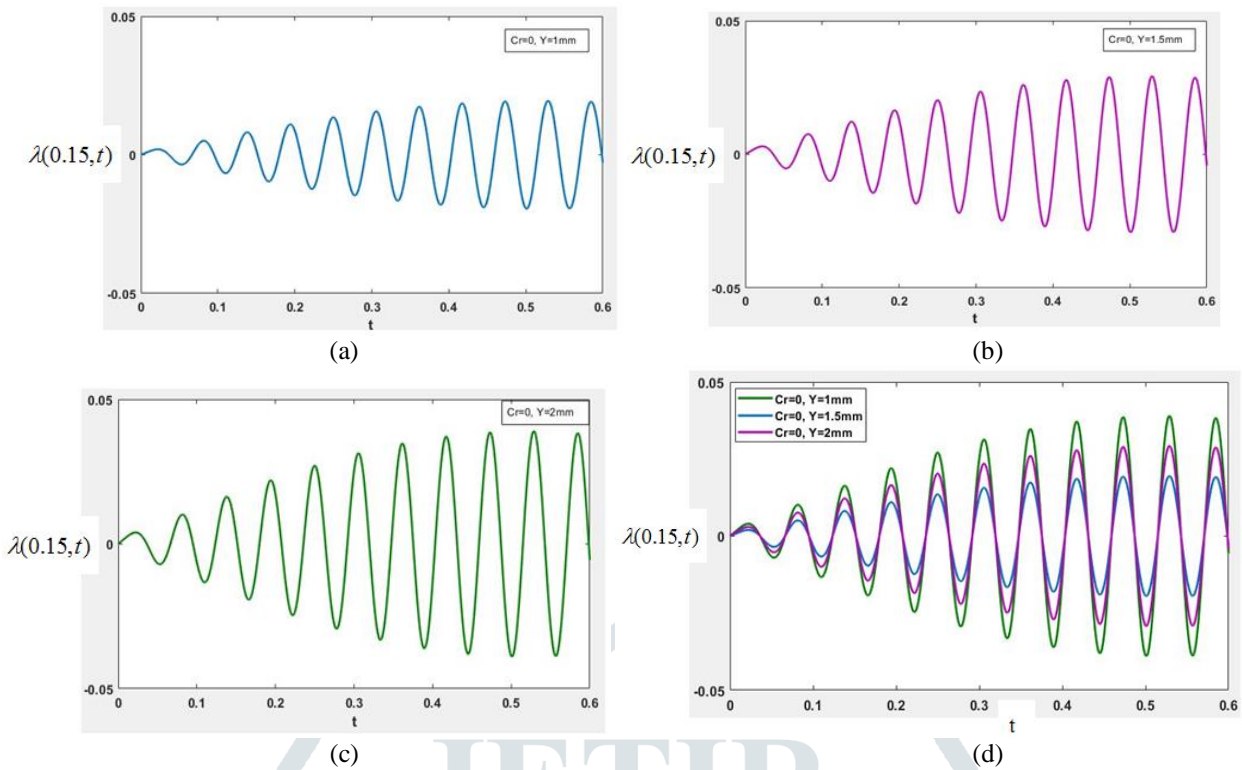 0.05
Cr=0, Y=1mm
λ(0.15,t)
0
-0.05
0 0.1 0.2 0.3 0.4 0.5 0.6
t
(a)
0.05
Cr=0, Y=1.5mm
λ(0.15,t)
0
-0.05
0 0.1 0.2 0.3 0.4 0.5 0.6
t
(b)
0.05
Cr=0, Y=2mm
λ(0.15,t)
0
-0.05
0 0.1 0.2 0.3 0.4 0.5 0.6
t
(c)
0.05
Cr=0, Y=1mm
Cr=0, Y=1.5mm
Cr=0, Y=2mm
λ(0.15,t)
0
-0.05
0 0.1 0.2 0.3 0.4 0.5 0.6
t
(d)
JETIR